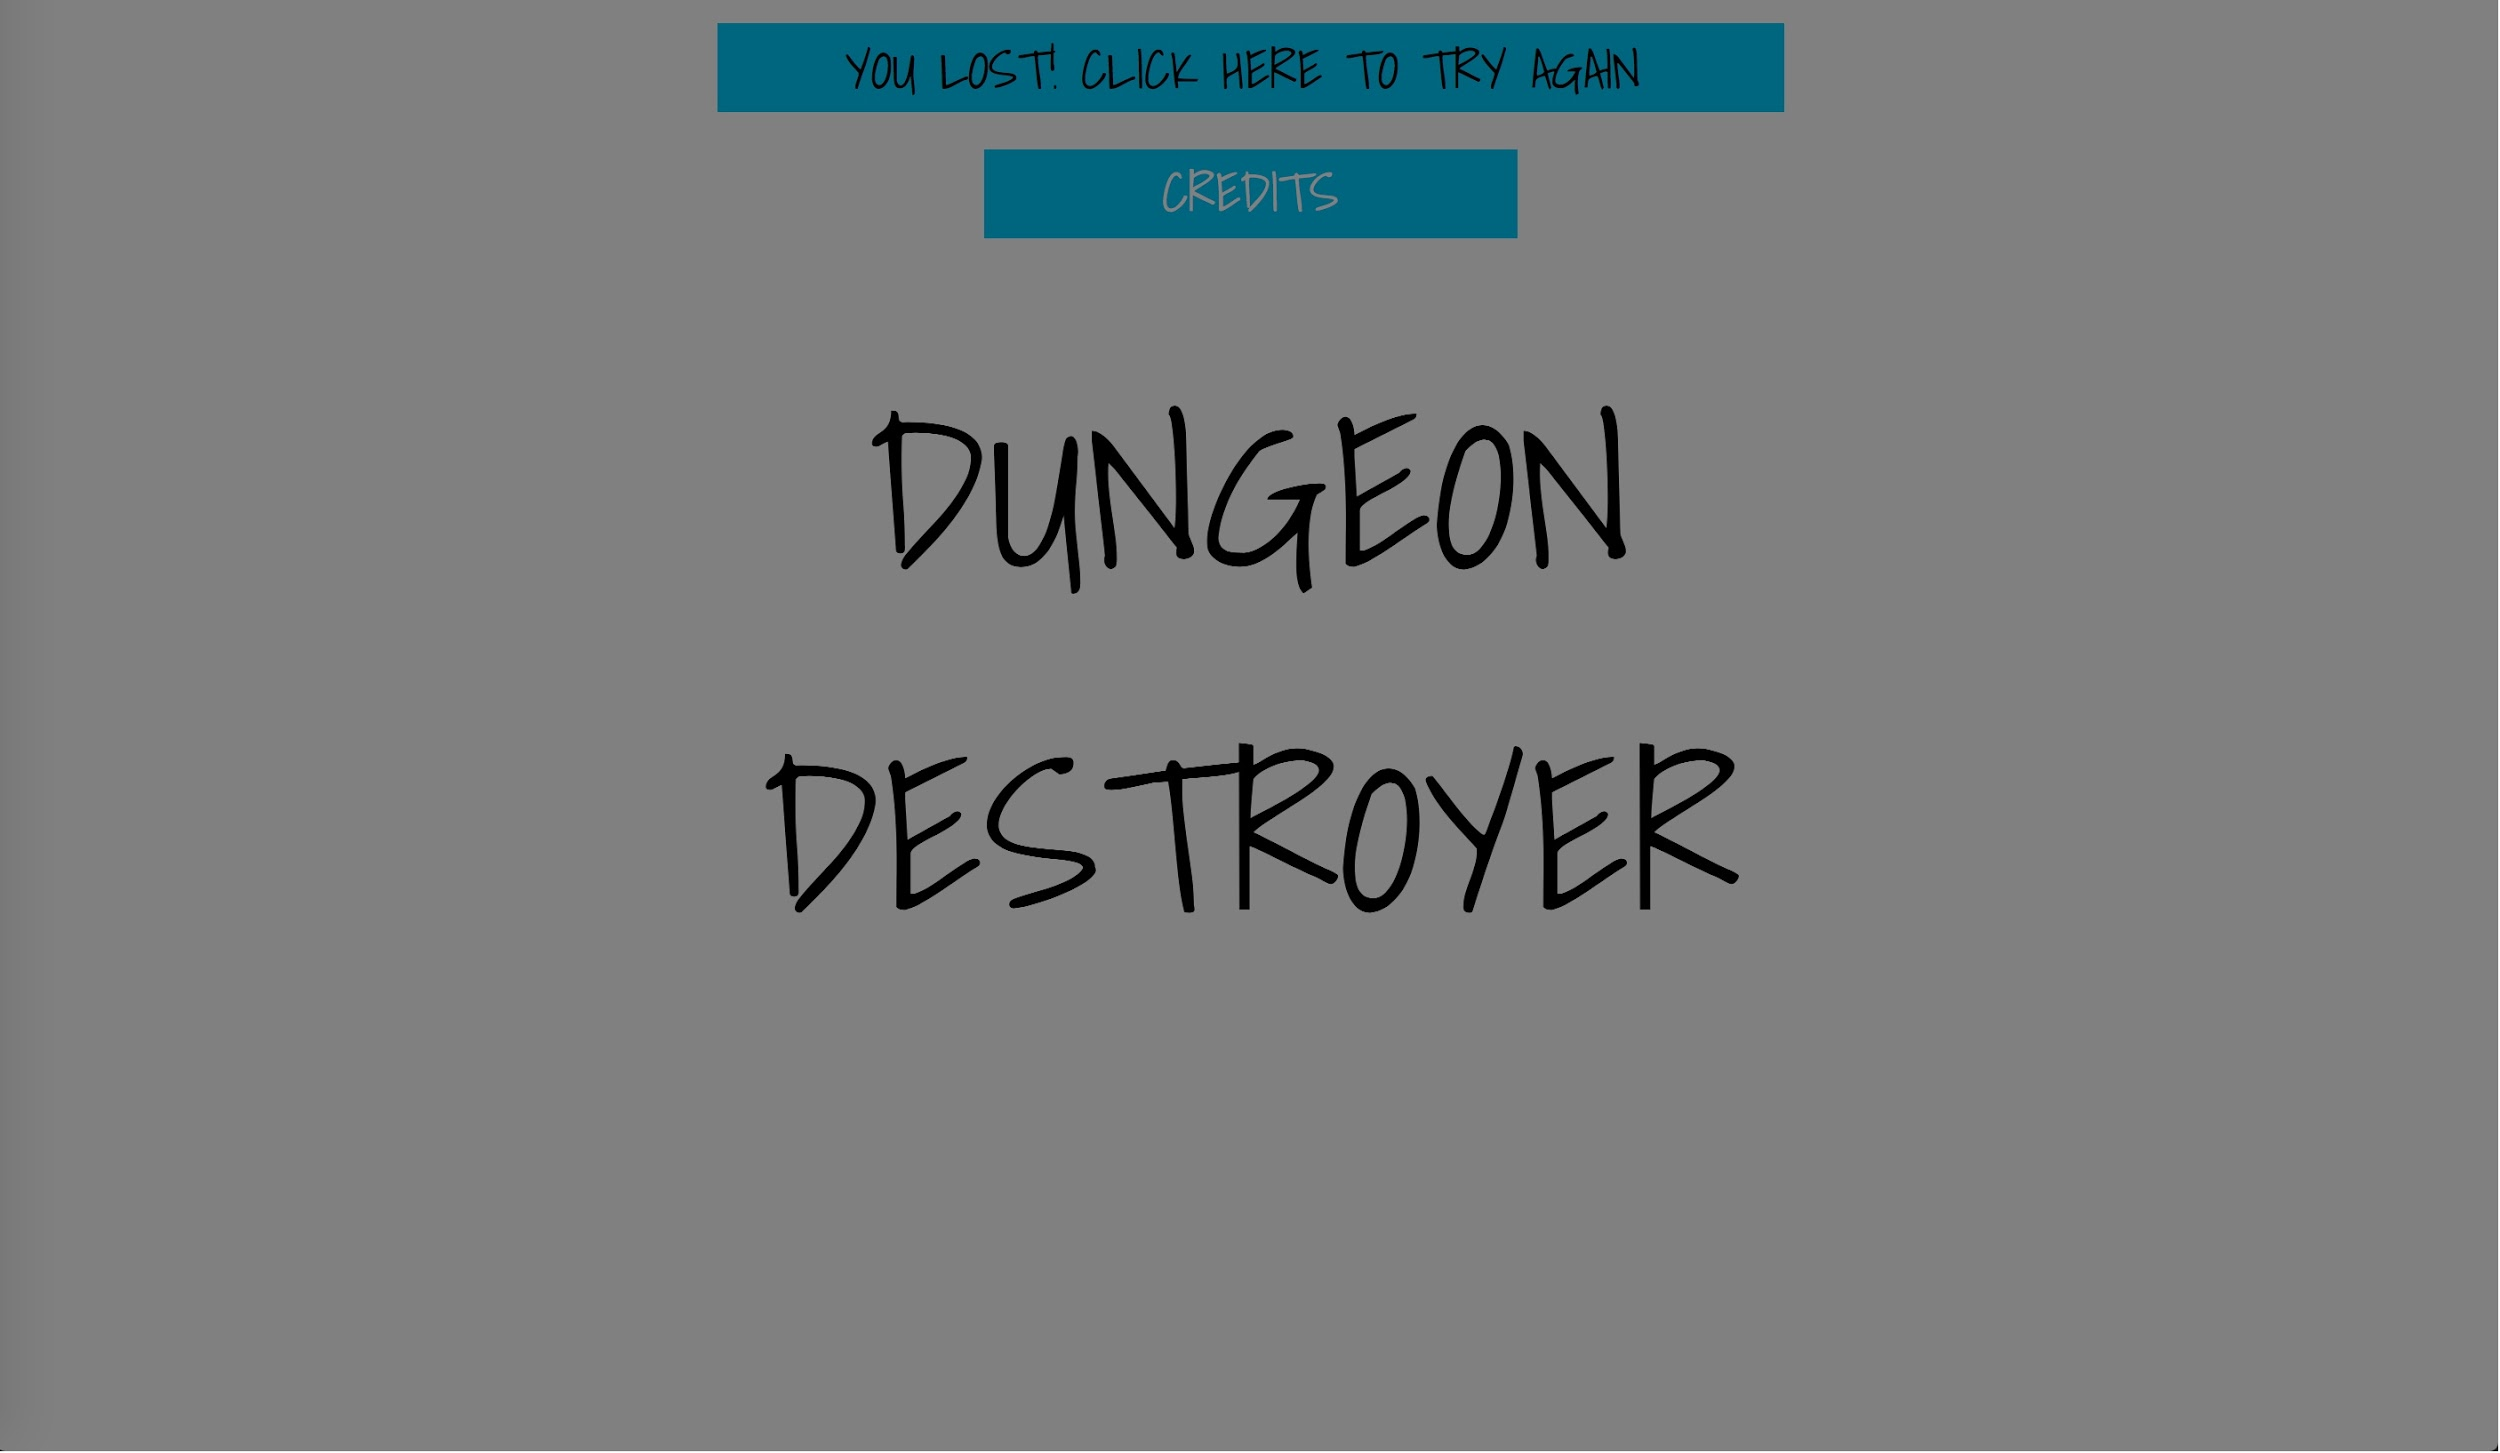 YOU LOST! CLICK HERE TO TRY AGAIN
CREDITS
DUNGEON
DESTROYER